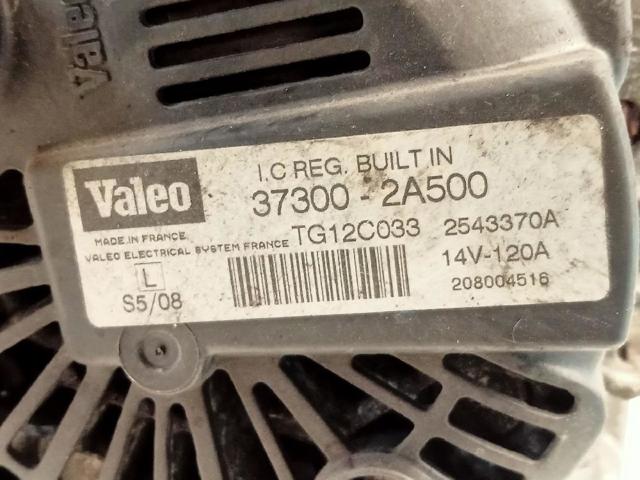 Valeo
Valeo
I.C REG. BUILT IN
37300-2A500
MADE IN FRANCE
VALEO ELECTRICAL SYSTEM FRANCE
TG12C033 2543370A
L
14V-120A
S5/08
208004516